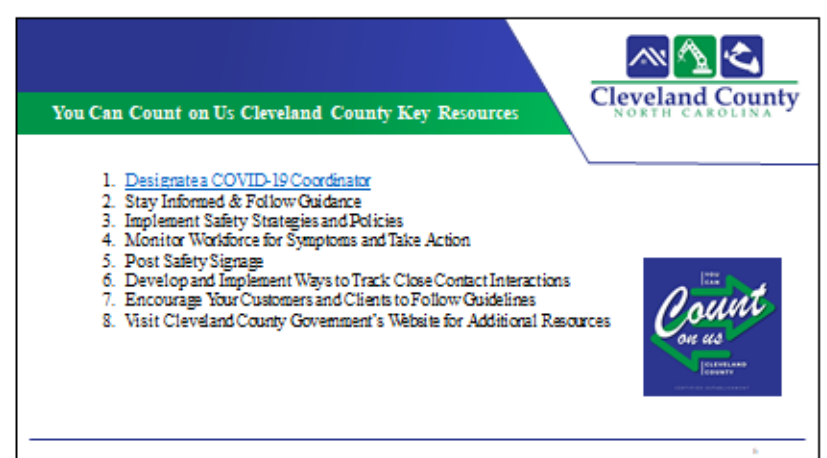 Cleveland County
NORTH CAROLINA
You Can Count on Us Cleveland County Key Resources
1. Designate a COVID-19 Coordinator
2. Stay Informed & Follow Guidance
3. Implement Safety Strategies and Policies
4. Monitor Workforce for Symptoms and Take Action
5. Post Safety Signage
6. Develop and Implement Ways to Track Close Contact Interactions
7. Encourage Your Customers and Clients to Follow Guidelines
8. Visit Cleveland County Government's Website for Additional Resources
YOU
CAN
Count
on us
CLEVELAND
COUNTY
CERTIFIED ESTABLISHMENT